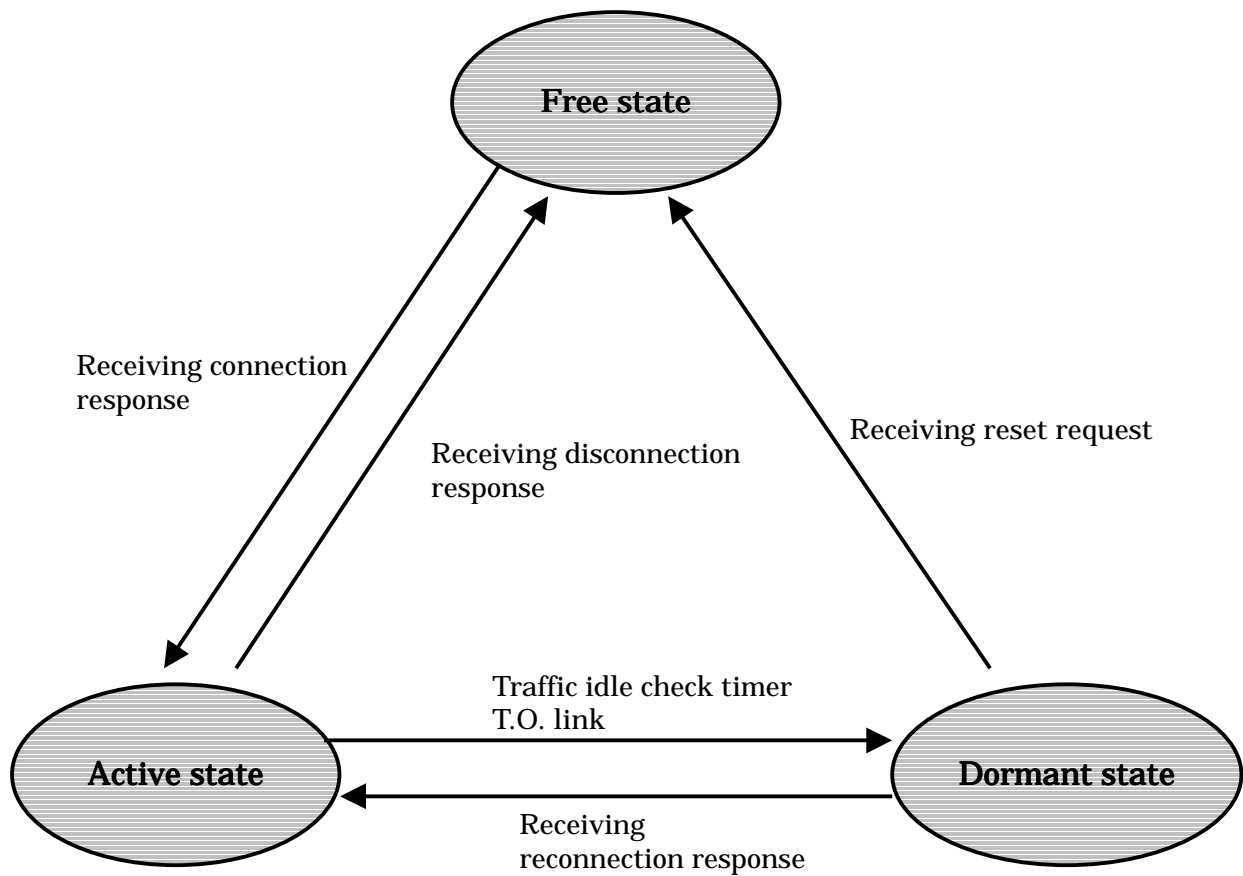 Free state
Receiving connection
response
Receiving disconnection
response
Receiving reset request
Traffic idle check timer
T.O. link
Active state
Dormant state
Receiving
reconnection response